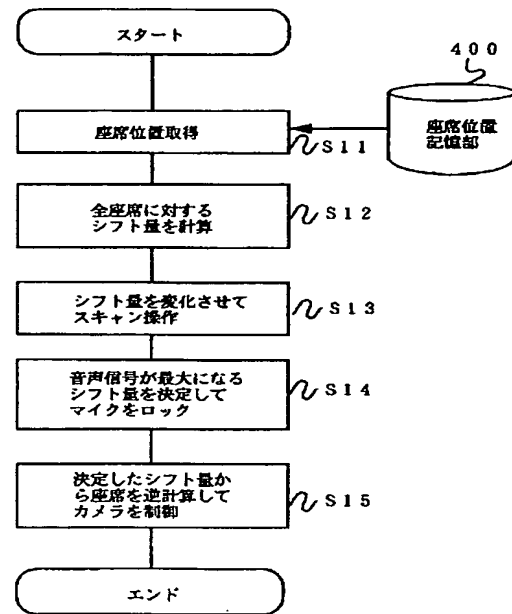 スタート
400
座席位置
記憶部
座席位置取得
S11
全座席に対する
シフト量を計算
S12
シフト量を変化させて
スキャン操作
S13
音声信号が最大になる
シフト量を決定して
マイクをロック
S14
決定したシフト量か
ら座席を逆計算して
カメラを制御
S15
エンド